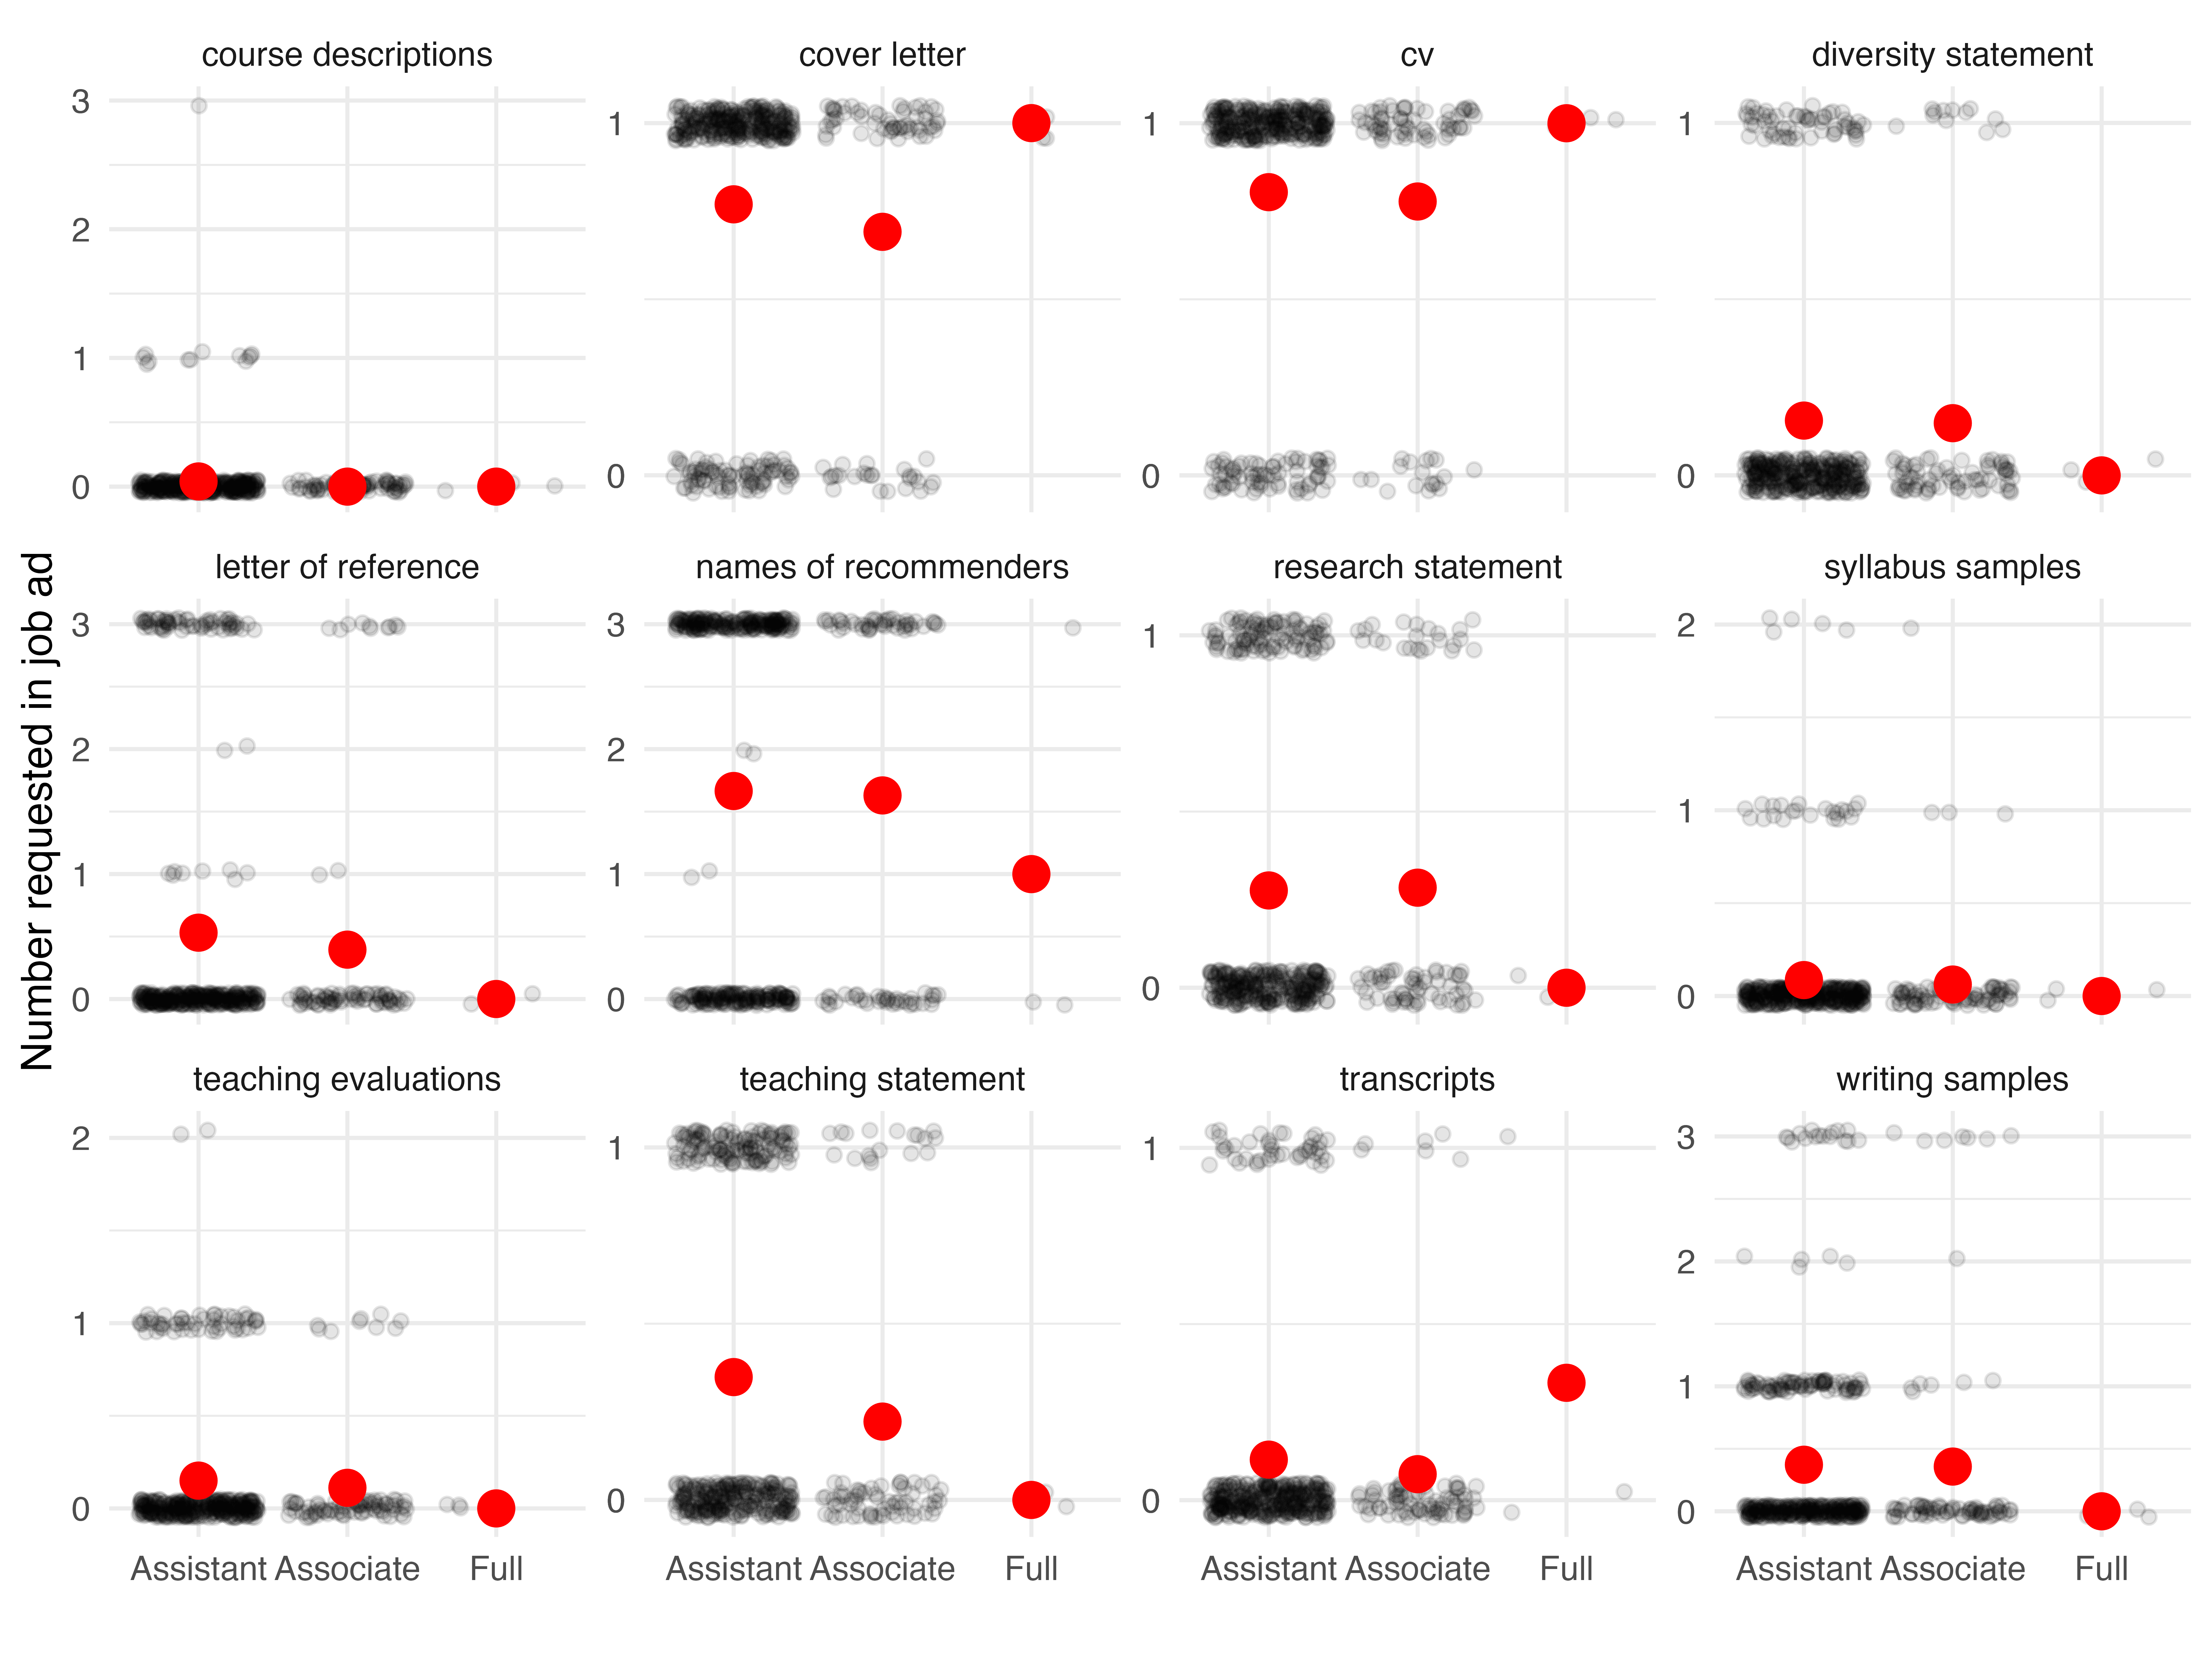 course descriptions
cover letter
cv
diversity statement
3
2
1
0
1
0
1
0
1
0
Number requested in job ad
letter of reference
names of recommenders
research statement
syllabus samples
3
2
1
0
3
2
1
0
1
0
2
1
0
teaching evaluations
teaching statement
transcripts
writing samples
2
1
0
1
0
1
0
3
2
1
0
Assistant Associate Full
Assistant Associate Full
Assistant Associate Full
Assistant Associate Full